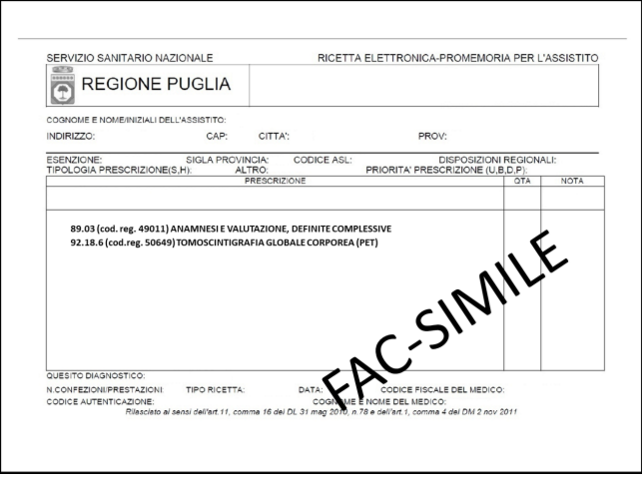 SERVIZIO SANITARIO NAZIONALE RICETTA ELETTRONICA-PROMEMORIA PER L'ASSISTITO
REGIONE PUGLIA
COGNOME E NOME/INIZIALI DELL'ASSISTITO:
INDIRIZZO: CAP: CITTA': PROV:
ESENZIONE: SIGLA PROVINCIA: CODICE ASL: DISPOSIZIONI REGIONALI:
TIPOLOGIA PRESCRIZIONE(S,H): ALTRO: PRIORITA' PRESCRIZIONE (U,B,D,P):
PRESCRIZIONE QTA NOTA
89.03 (cod. reg. 49011) ANAMNESI E VALUTAZIONE, DEFINITE COMPLESSIVE
92.18.6 (cod.reg. 50649) TOMOSCINTIGRAFIA GLOBALE CORPOREA (PET)
FAC-SIMILE
QUESITO DIAGNOSTICO:
N.CONFEZIONI/PRESTAZIONI: TIPO RICETTA: DATA: CODICE FISCALE DEL MEDICO:
CODICE AUTENTICAZIONE: COGNOME E NOME DEL MEDICO:
Rilasciato ai sensi dell'art.11, comma 16 del DL 31 mag 2010, n.78 e dell'art.1, comma 4 del DM 2 nov 2011